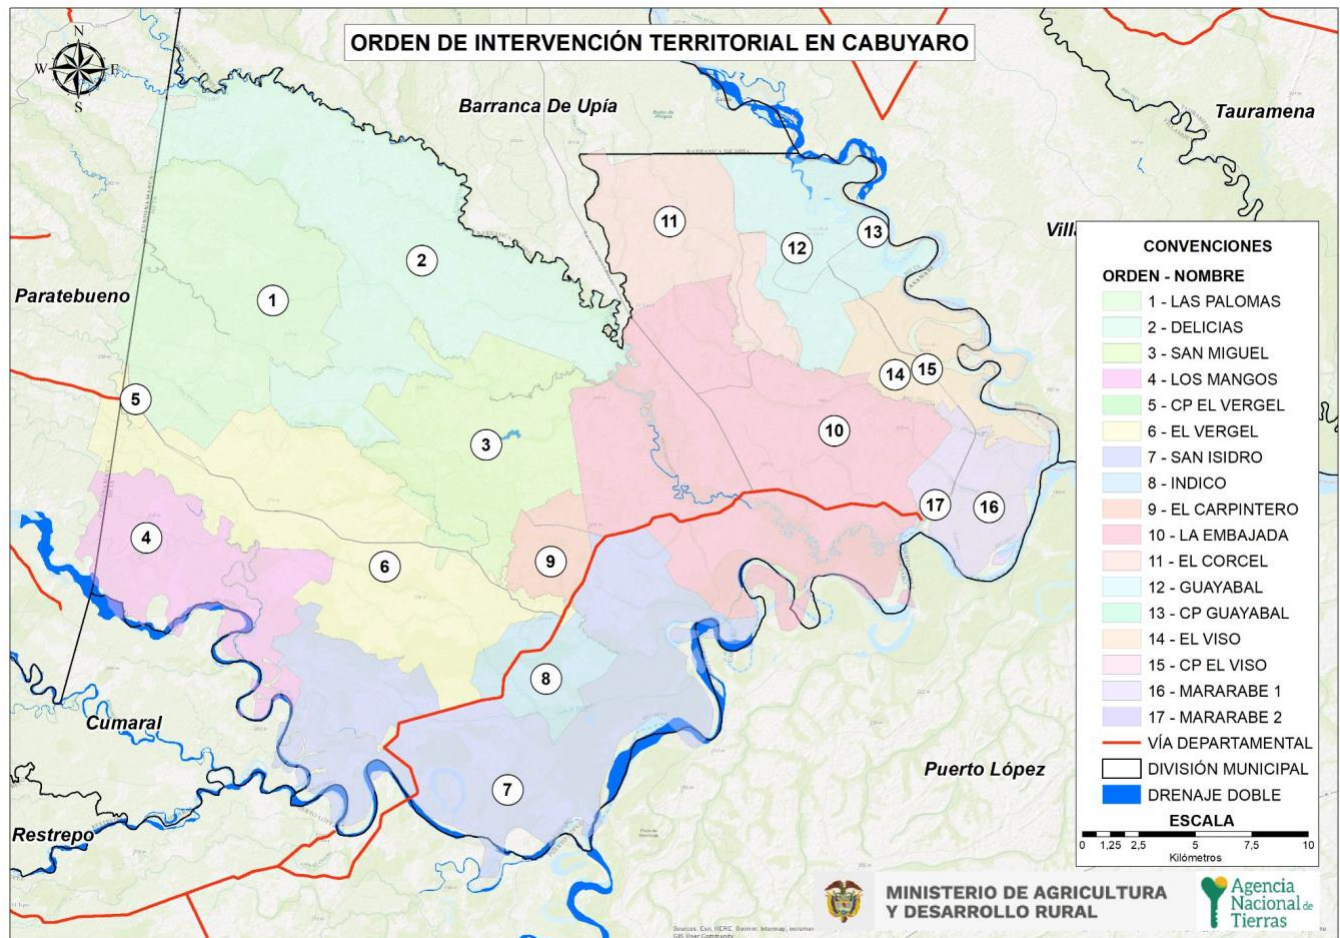 ORDEN DE INTERVENCIÓN TERRITORIAL EN CABUYARO
N
W
E
S
Barranca De Upía
Tauramena
Paratebueno
Cumaral
Restrepo
Puerto López
1
2
3
4
5
6
7
8
9
10
11
12
13
14
15
16
17
CONVENCIONES
ORDEN - NOMBRE
1 - LAS PALOMAS
2 - DELICIAS
3 - SAN MIGUEL
4 - LOS MANGOS
5 - CP EL VERGEL
6 - EL VERGEL
7 - SAN ISIDRO
8 - INDICO
9 - EL CARPINTERO
10 - LA EMBAJADA
11 - EL CORCEL
12 - GUAYABAL
13 - CP GUAYABAL
14 - EL VISO
15 - CP EL VISO
16 - MARARABE 1
17 - MARARABE 2
VÍA DEPARTAMENTAL
DIVISIÓN MUNICIPAL
DRENAJE DOBLE
ESCALA
0 1,25 2,5 5 7,5 10
Kilómetros
MINISTERIO DE AGRICULTURA
Y DESARROLLO RURAL
Agencia
Nacional de
Tierras